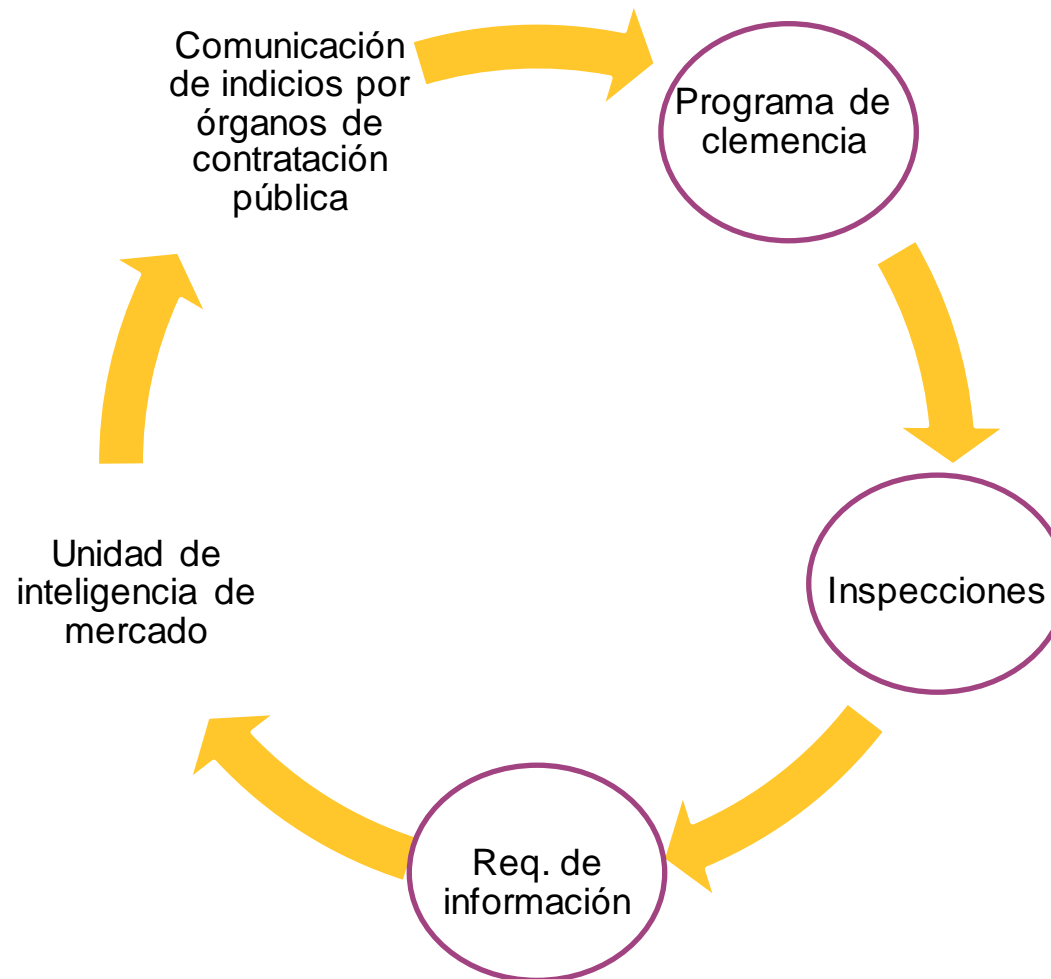 Comunicación
de indicios por
órganos de
contratación
pública
Programa de
clemencia
Inspecciones
Req. de
información
Unidad de
inteligencia de
mercado